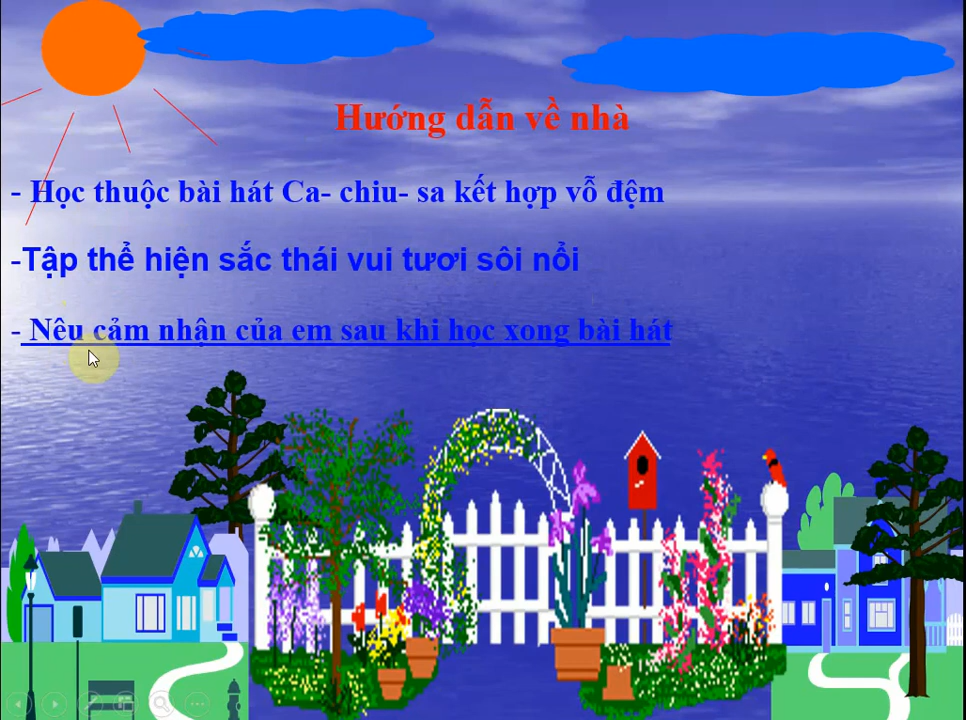 Hướng dẫn về nhà
- Học thuộc bài hát Ca- chiu- sa kết hợp vỗ đệm
-Tập thể hiện sắc thái vui tươi sôi nổi
- Nêu cảm nhận của em sau khi học xong bài hát